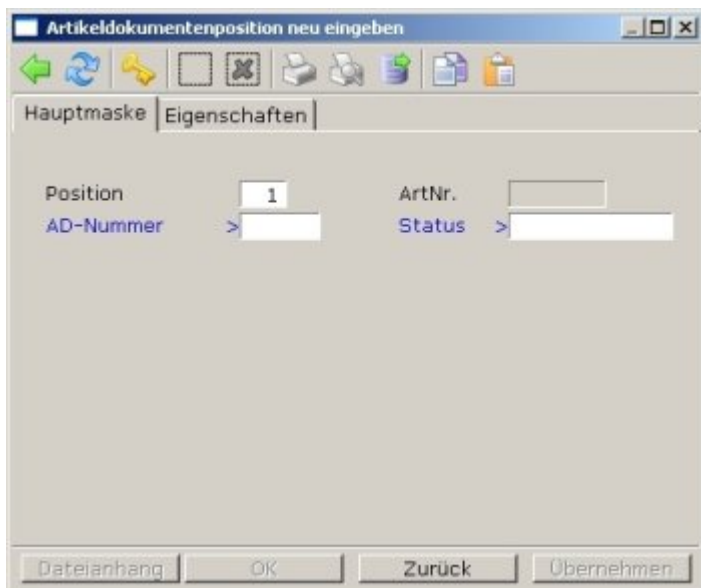 Artikeldokumentenposition neu eingeben
Hauptmaske Eigenschaften
Position 1 ArtNr.
AD-Nummer > Status >
Dateianhang OK Zurück Übernehmen